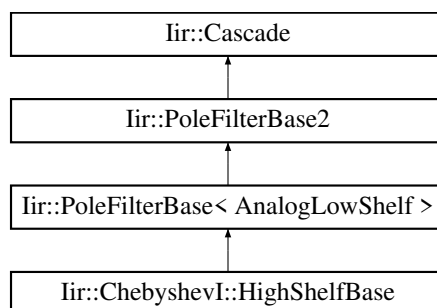 Iir::Cascade
Iir::PoleFilterBase2
Iir::PoleFilterBase< AnalogLowShelf >
Iir::ChebyshevI::HighShelfBase